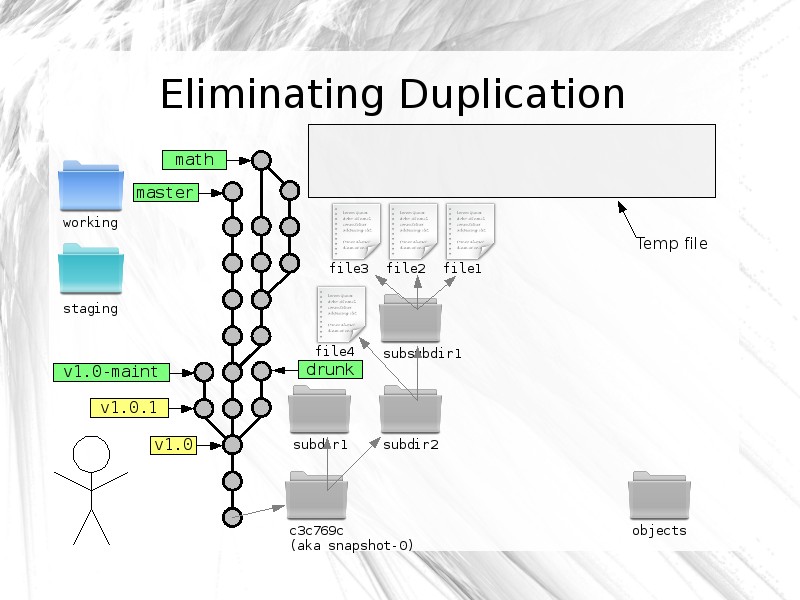 Eliminating Duplication
math
master
working
staging
file3
file2
file1
Temp file
file4
subsubdir1
v1.0-maint
drunk
v1.0.1
v1.0
subdir1
subdir2
c3c769c
(aka snapshot-0)
objects